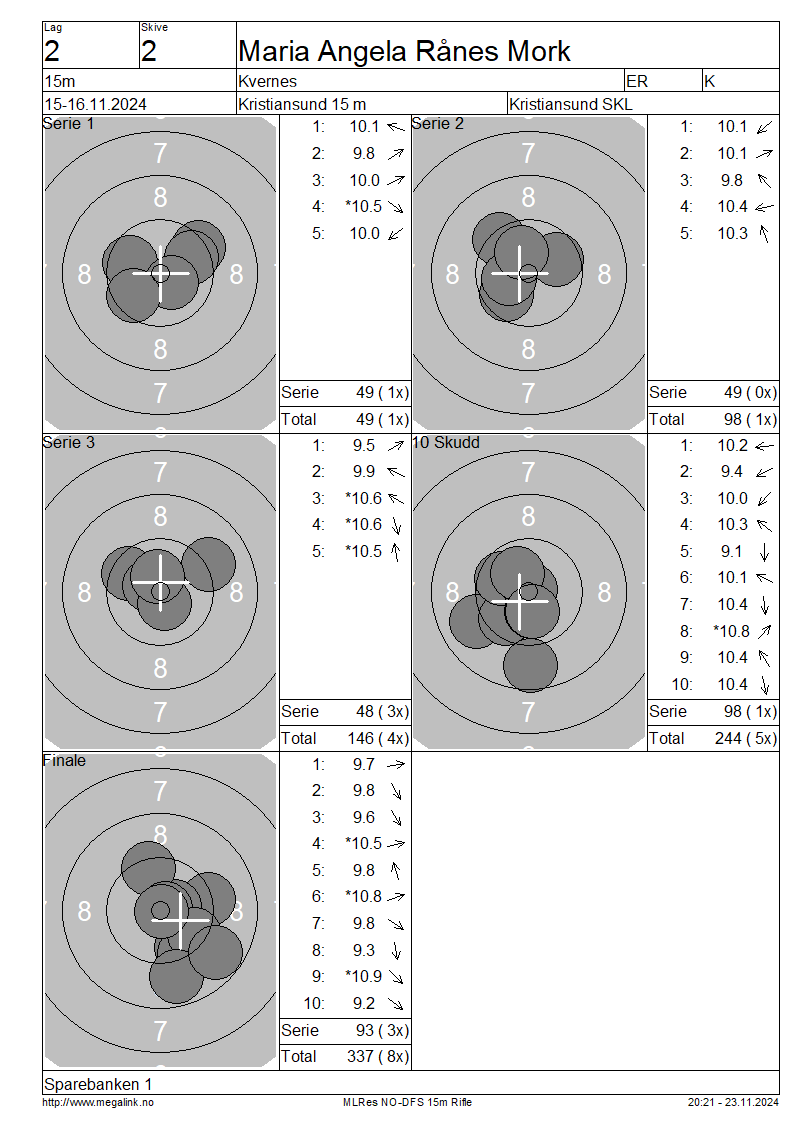 Lag
Skive
2
2
Maria Angela Rånes Mork
15m
Kvernes
ER
K
15-16.11.2024
Kristiansund 15 m
Kristiansund SKL
Serie 1
7
8
8
8
8
7
1: 10.1
2: 9.8
3: 10.0
4: *10.5
5: 10.0
Serie 49 ( 1x)
Total 49 ( 1x)
Serie 2
7
8
8
8
8
7
1: 10.1
2: 10.1
3: 9.8
4: 10.4
5: 10.3
Serie 49 ( 0x)
Total 98 ( 1x)
Serie 3
7
8
8
8
8
7
1: 9.5
2: 9.9
3: *10.6
4: *10.6
5: *10.5
Serie 48 ( 3x)
Total 146 ( 4x)
10 Skudd
7
8
8
8
8
7
1: 10.2
2: 9.4
3: 10.0
4: 10.3
5: 9.1
6: 10.1
7: 10.4
8: *10.8
9: 10.4
10: 10.4
Serie 98 ( 1x)
Total 244 ( 5x)
Finale
7
8
8
8
7
1: 9.7
2: 9.8
3: 9.6
4: *10.5
5: 9.8
6: *10.8
7: 9.8
8: 9.3
9: *10.9
10: 9.2
Serie 93 ( 3x)
Total 337 ( 8x)
Sparebanken 1
http://www.megalink.no
MLRes NO-DFS 15m Rifle
20:21 - 23.11.2024